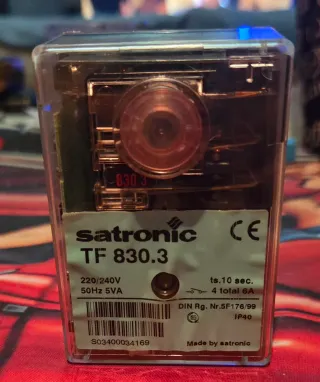 830.3
satronic
CE
TF 830.3
220/240V
50Hz 5VA
ts.10 sec.
4 total 6A
DIN Rg. Nr.5F176/99
IP40
S03400034169
Made by satronic